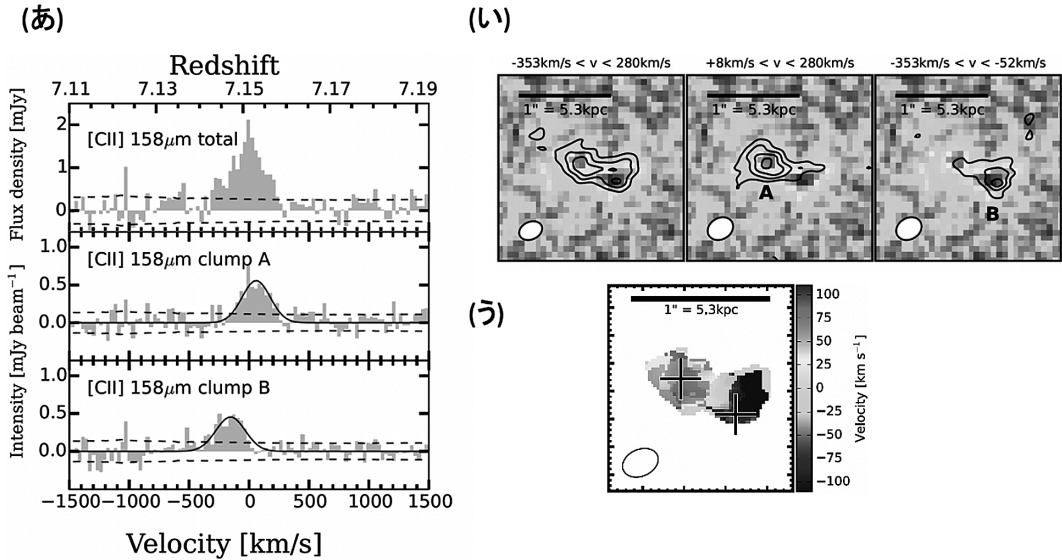 (あ)
Redshift
7.11 7.13 7.15 7.17 7.19
Flux density [mJy]
2
1
0
[CII] 158μm total
Intensity [mJy beam⁻¹]
1.0
0.5
0.0
[CII] 158μm clump A
1.0
0.5
0.0
[CII] 158μm clump B
−1500 −1000 −500 0 500 1000 1500
Velocity [km/s]
(い)
-353km/s < v < 280km/s
1" = 5.3kpc
+8km/s < v < 280km/s
1" = 5.3kpc
A
-353km/s < v < -52km/s
1" = 5.3kpc
B
(う)
1" = 5.3kpc
100
75
50
25
0
−25
−50
−75
−100
Velocity [km s⁻¹]